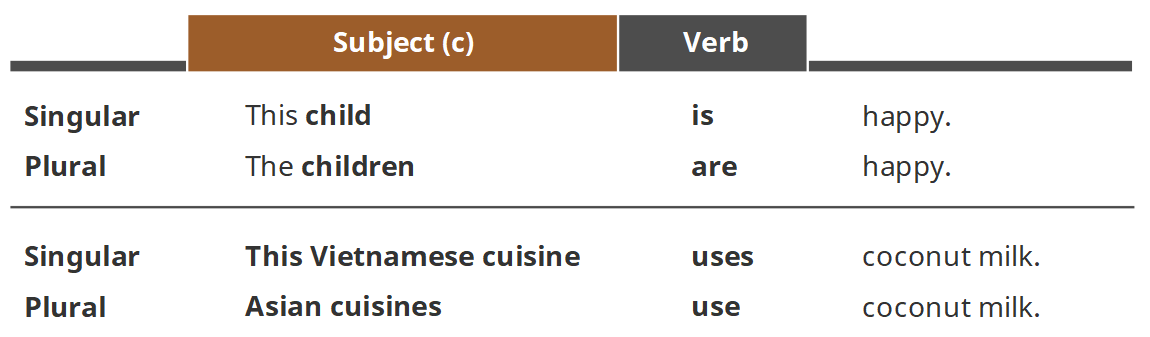 Subject (c) Verb
Singular This child is happy.
Plural The children are happy.
Singular This Vietnamese cuisine uses coconut milk.
Plural Asian cuisines use coconut milk.